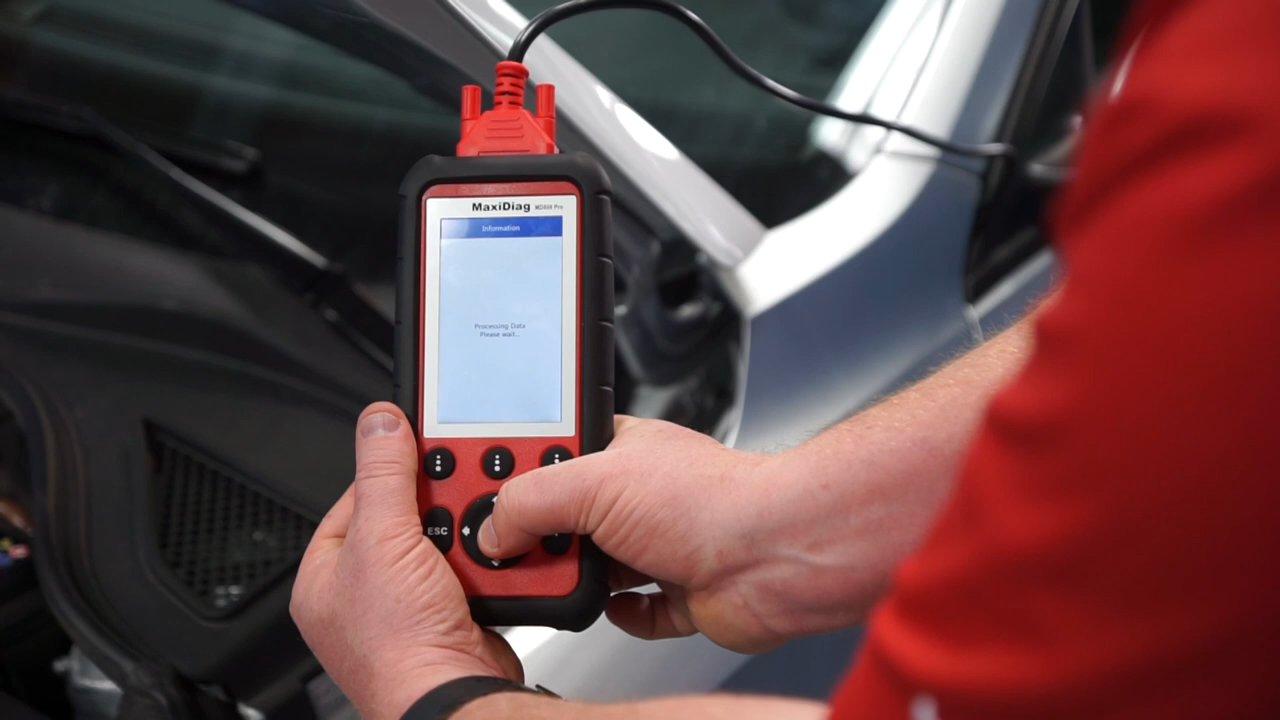 MaxiDiag MD808 Pro
Information
Processing Data
Please wait...
ESC